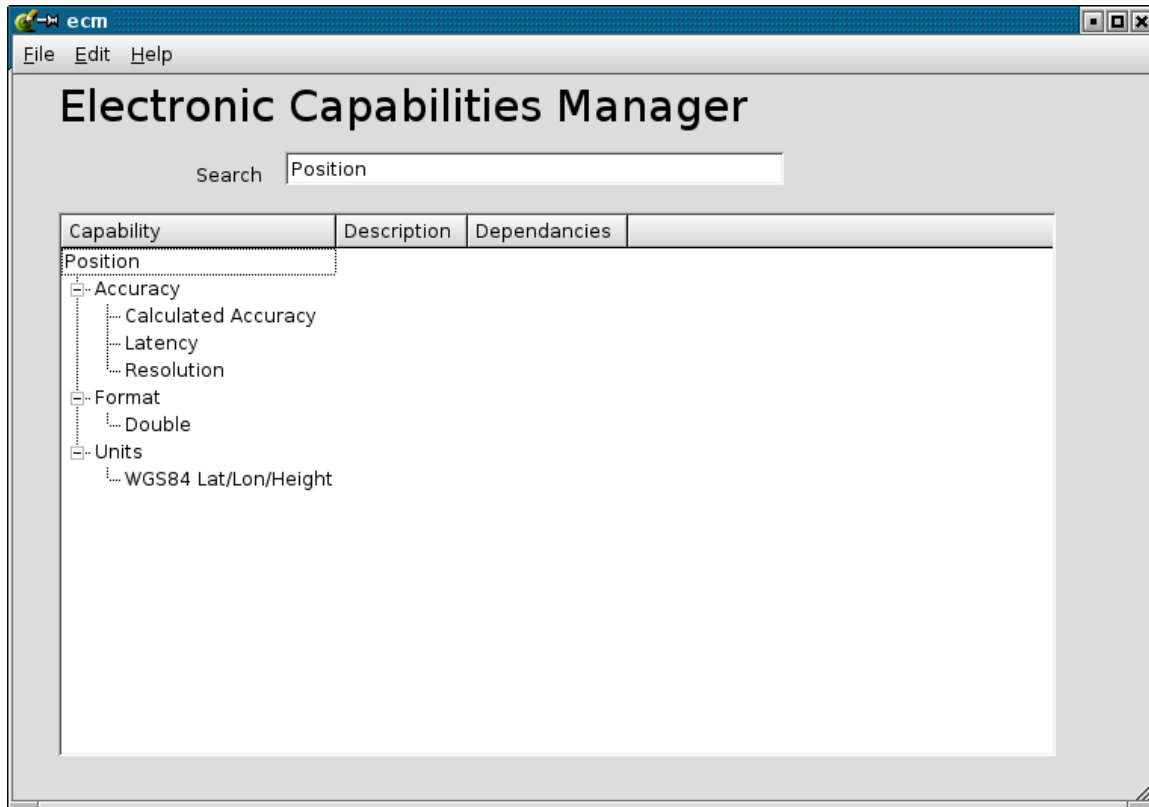 ecm
File Edit Help
Electronic Capabilities Manager
Search Position
Capability Description Dependancies
Position
Accuracy
Calculated Accuracy
Latency
Resolution
Format
Double
Units
WGS84 Lat/Lon/Height